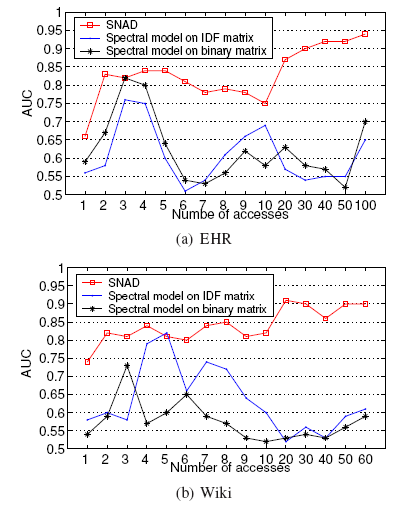 1
0.95
0.9
0.85
0.8
0.75
0.7
0.65
0.6
0.55
0.5
AUC
SNAD
Spectral model on IDF matrix
Spectral model on binary matrix
1 2 3 4 5 6 7 8 9 10 20 30 40 50 100
Numbe of accesses
(a) EHR
1
0.95
0.9
0.85
0.8
0.75
0.7
0.65
0.6
0.55
0.5
AUC
SNAD
Spectral model on IDF matrix
Spectral model on binary matrix
1 2 3 4 5 6 7 8 9 10 20 30 40 50 60
Number of accesses
(b) Wiki